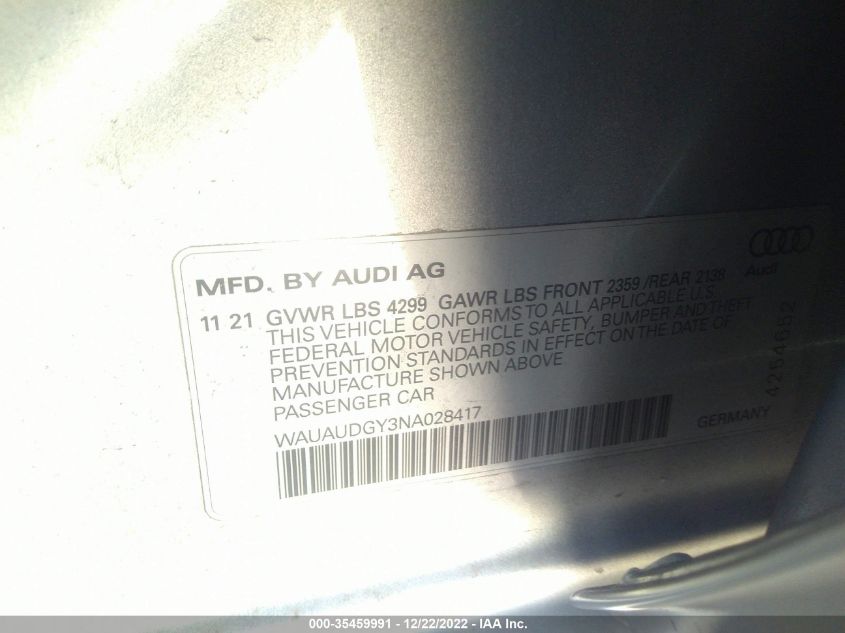 MFD. BY AUDI AG
Audi
11 21 GVWR LBS 4299 GAWR LBS FRONT 2359 /REAR 2138
THIS VEHICLE CONFORMS TO ALL APPLICABLE U.S.
FEDERAL MOTOR VEHICLE SAFETY, BUMPER AND THEFT
PREVENTION STANDARDS IN EFFECT ON THE DATE OF
MANUFACTURE SHOWN ABOVE
PASSENGER CAR
4254652
WAUAUDGY3NA028417
GERMANY
000-35459991 - 12/22/2022 - IAA Inc.